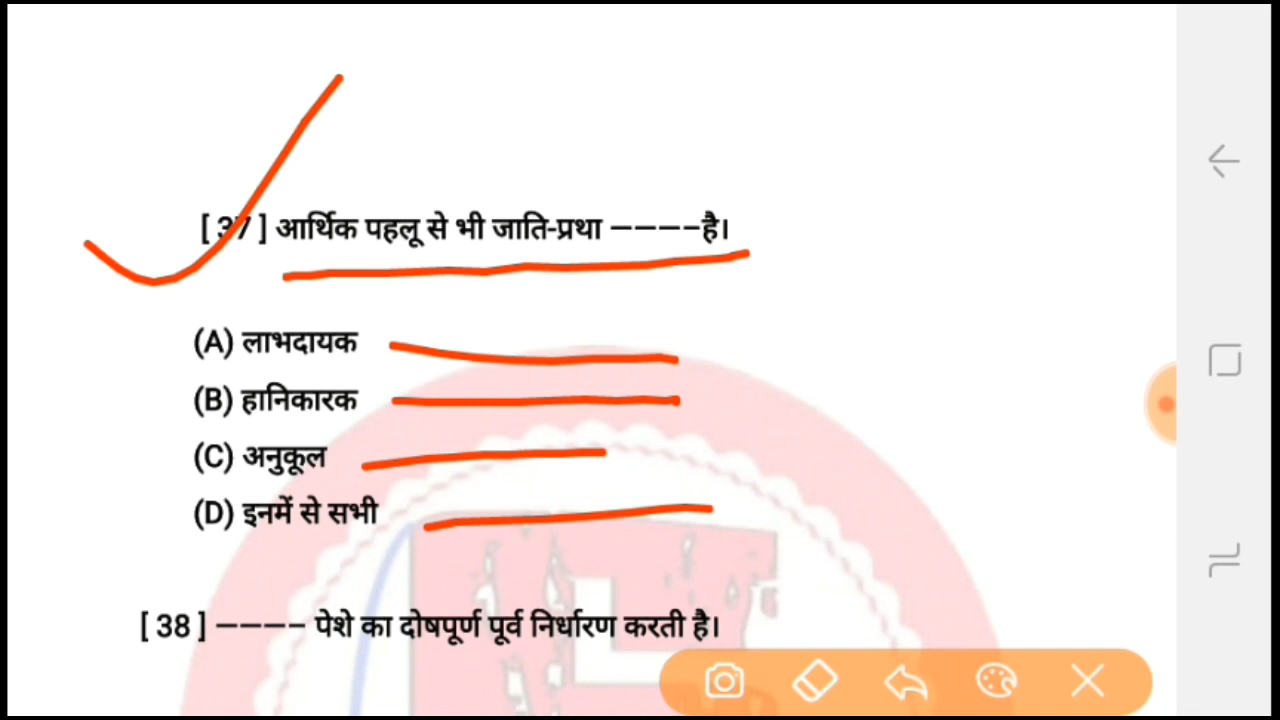 [ 37 ] आर्थिक पहलू से भी जाति-प्रथा ————है।
(A) लाभदायक
(B) हानिकारक
(C) अनुकूल
(D) इनमें से सभी
[ 38 ] ———— पेशे का दोषपूर्ण पूर्व निर्धारण करती है।